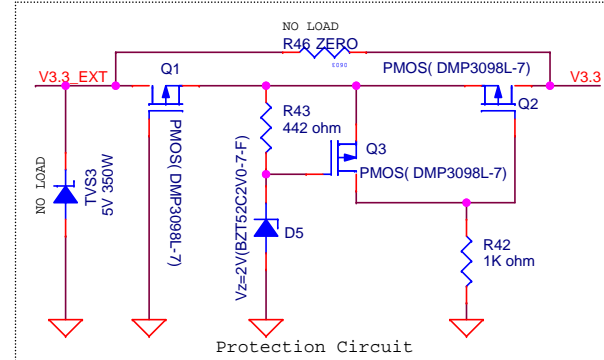 NO LOAD
R46 ZERO
E090
V3.3_EXT
Q1
PMOS( DMP3098L-7)
V3.3
Q2
R43
442 ohm
Q3
PMOS( DMP3098L-7)
PMOS( DMP3098L-7)
NO LOAD
TVS3
5V 350W
Vz=2V(BZT52C2V0-7-F)
D5
R42
1K ohm
Protection Circuit